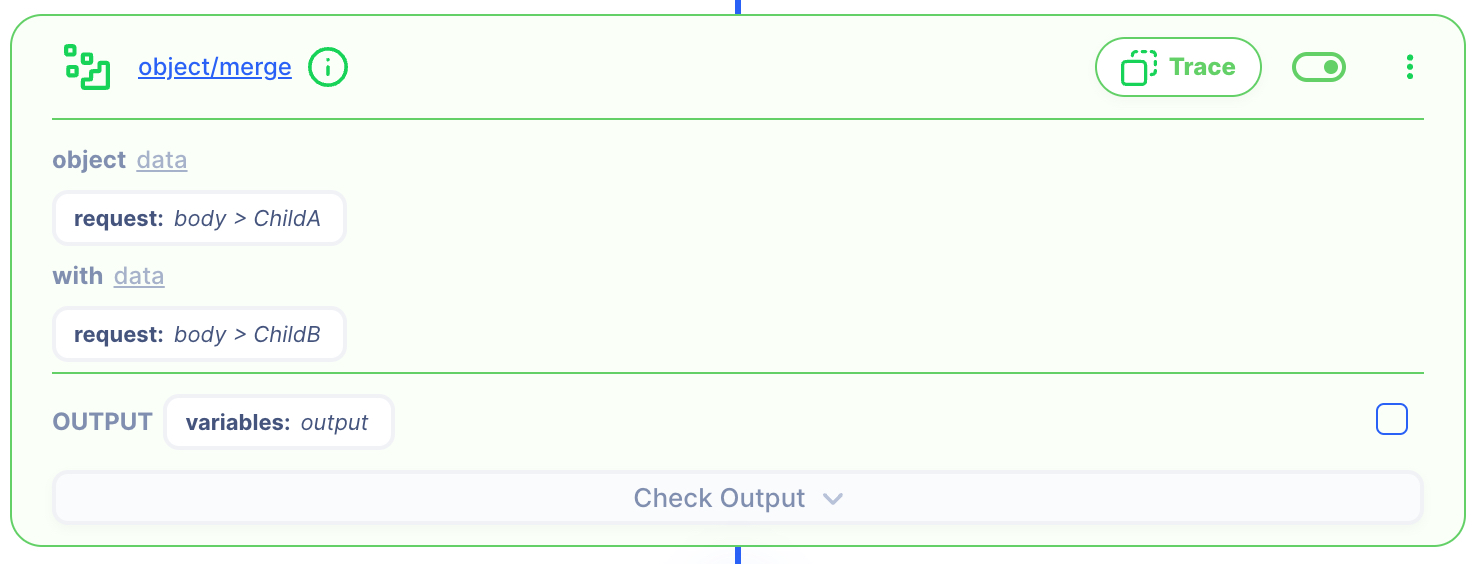 object/merge
Trace
object data
request: body > ChildA
with data
request: body > ChildB
OUTPUT variables: output
Check Output